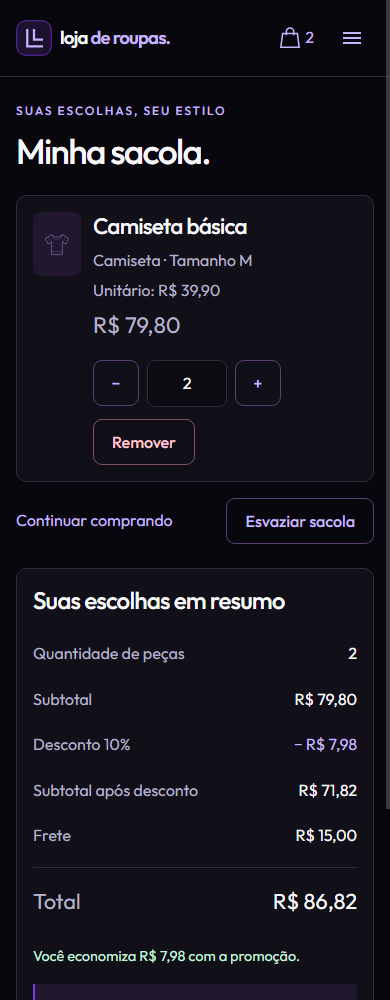 loja de roupas.
2
SUAS ESCOLHAS, SEU ESTILO
Minha sacola.
Camiseta básica
Camiseta · Tamanho M
Unitário: R$ 39,90
R$ 79,80
− 2 +
Remover
Continuar comprando
Esvaziar sacola
Suas escolhas em resumo
Quantidade de peças 2
Subtotal R$ 79,80
Desconto 10% − R$ 7,98
Subtotal após desconto R$ 71,82
Frete R$ 15,00
Total R$ 86,82
Você economiza R$ 7,98 com a promoção.